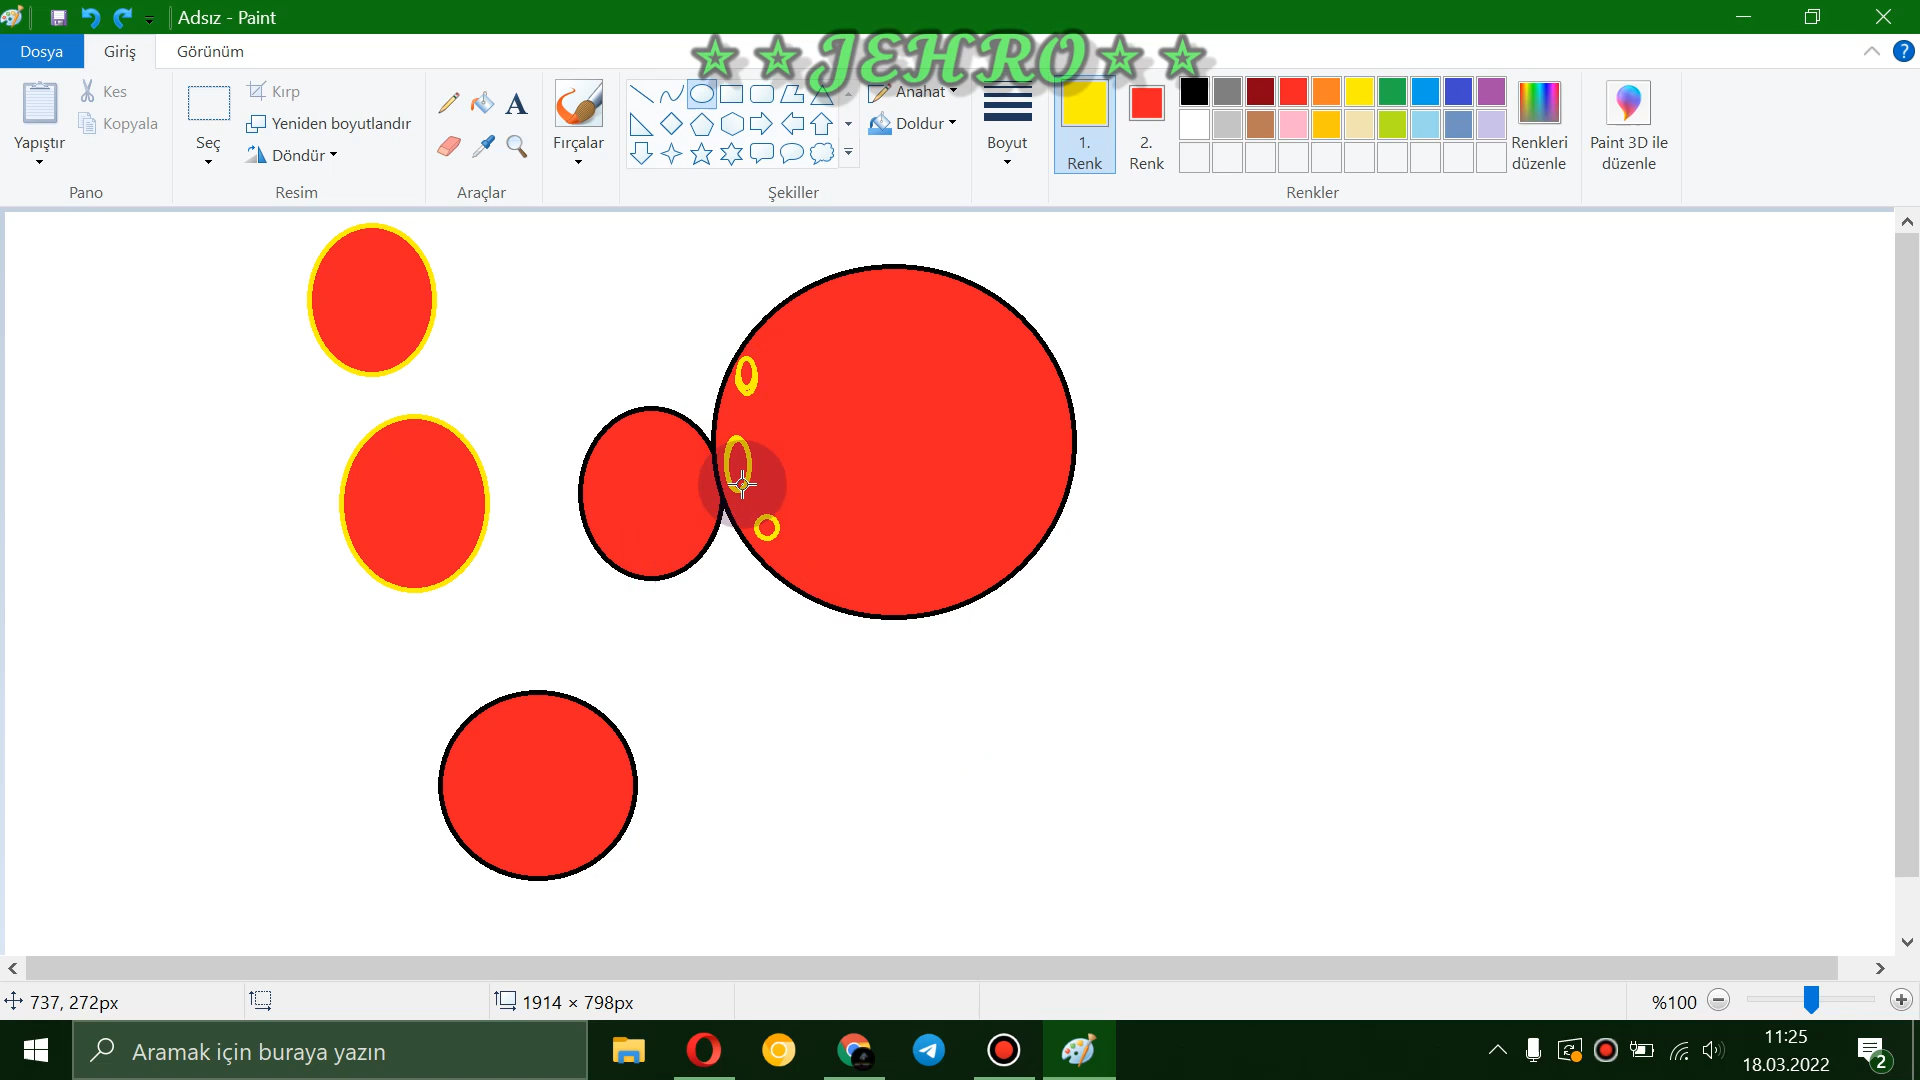 Adsız - Paint
☆ ☆ JEHRO ☆ ☆
Dosya
Giriş
Görünüm
Yapıştır
Kes
Kopyala
Pano
Seç
Kırp
Yeniden boyutlandır
Döndür
Resim
Araçlar
Fırçalar
Şekiller
Anahat
Doldur
Boyut
1.
Renk
2.
Renk
Renkler
Renkleri
düzenle
Paint 3D ile
düzenle
737, 272px
1914 × 798px
%100
Aramak için buraya yazın
11:25
18.03.2022
2